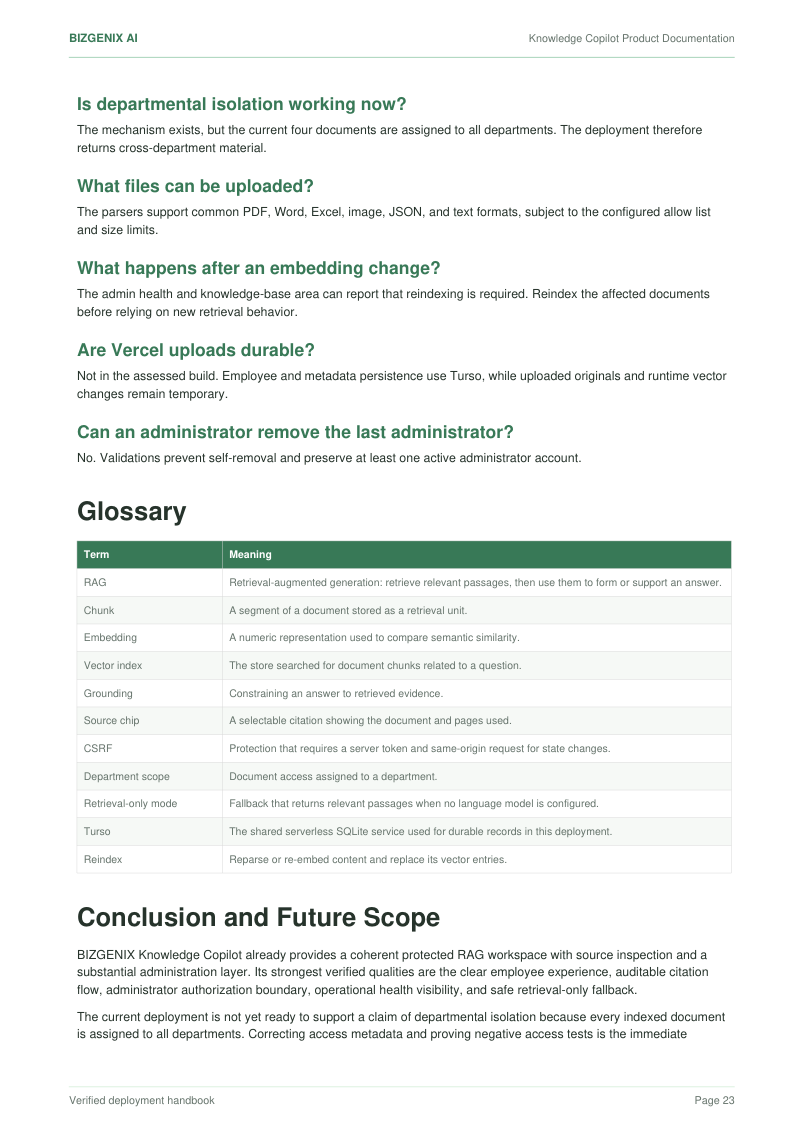 BIZGENIX AI
Knowledge Copilot Product Documentation
Is departmental isolation working now?
The mechanism exists, but the current four documents are assigned to all departments. The deployment therefore
returns cross-department material.
What files can be uploaded?
The parsers support common PDF, Word, Excel, image, JSON, and text formats, subject to the configured allow list
and size limits.
What happens after an embedding change?
The admin health and knowledge-base area can report that reindexing is required. Reindex the affected documents
before relying on new retrieval behavior.
Are Vercel uploads durable?
Not in the assessed build. Employee and metadata persistence use Turso, while uploaded originals and runtime vector
changes remain temporary.
Can an administrator remove the last administrator?
No. Validations prevent self-removal and preserve at least one active administrator account.
Glossary
Term Meaning
RAG Retrieval-augmented generation: retrieve relevant passages, then use them to form or support an answer.
Chunk A segment of a document stored as a retrieval unit.
Embedding A numeric representation used to compare semantic similarity.
Vector index The store searched for document chunks related to a question.
Grounding Constraining an answer to retrieved evidence.
Source chip A selectable citation showing the document and pages used.
CSRF Protection that requires a server token and same-origin request for state changes.
Department scope Document access assigned to a department.
Retrieval-only mode Fallback that returns relevant passages when no language model is configured.
Turso The shared serverless SQLite service used for durable records in this deployment.
Reindex Reparse or re-embed content and replace its vector entries.
Conclusion and Future Scope
BIZGENIX Knowledge Copilot already provides a coherent protected RAG workspace with source inspection and a
substantial administration layer. Its strongest verified qualities are the clear employee experience, auditable citation
flow, administrator authorization boundary, operational health visibility, and safe retrieval-only fallback.
The current deployment is not yet ready to support a claim of departmental isolation because every indexed document
is assigned to all departments. Correcting access metadata and proving negative access tests is the immediate
Verified deployment handbook
Page 23